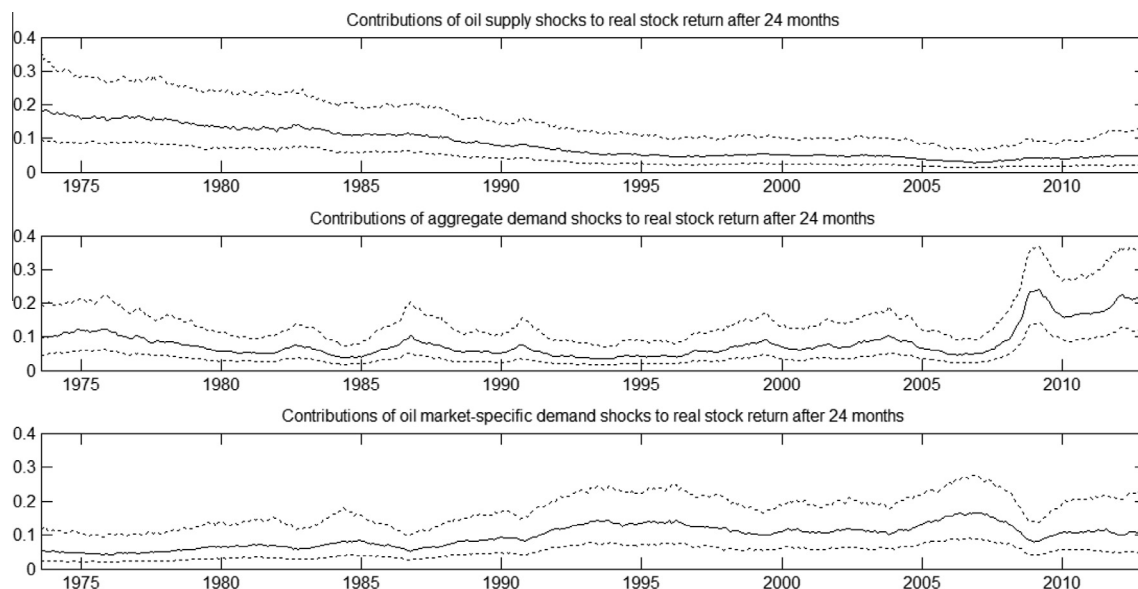 Contributions of oil supply shocks to real stock return after 24 months
0.4
0.3
0.2
0.1
0
1975 1980 1985 1990 1995 2000 2005 2010
Contributions of aggregate demand shocks to real stock return after 24 months
0.4
0.3
0.2
0.1
0
1975 1980 1985 1990 1995 2000 2005 2010
Contributions of oil market-specific demand shocks to real stock return after 24 months
0.4
0.3
0.2
0.1
0
1975 1980 1985 1990 1995 2000 2005 2010